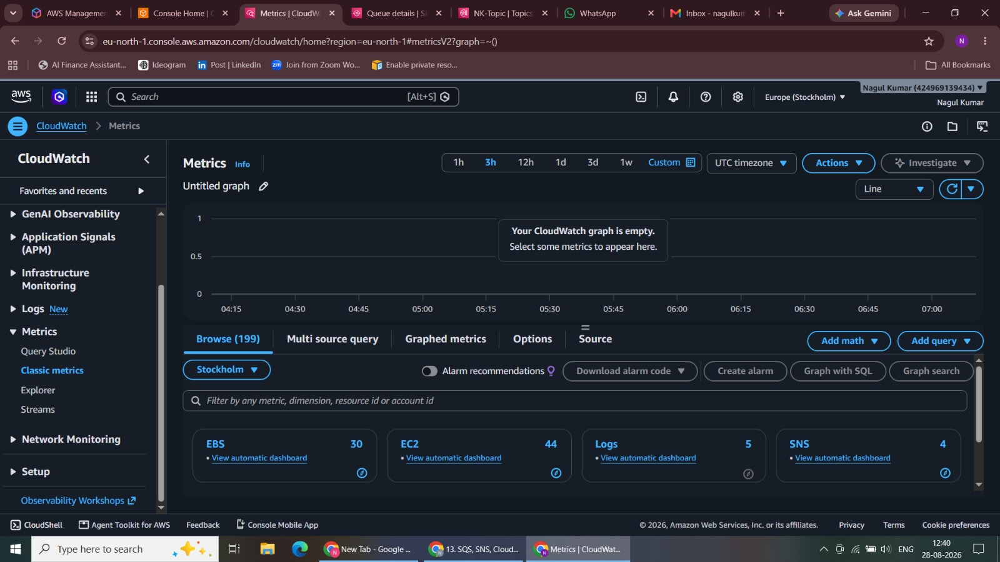 AWS Managemen
Console Home | C
Metrics | CloudWa
Queue details | Si
NK-Topic | Topics
WhatsApp
Inbox - nagulkum
Ask Gemini
eu-north-1.console.aws.amazon.com/cloudwatch/home?region=eu-north-1#metricsV2?graph=~()
N
AI Finance Assistant...
Ideogram
Post | LinkedIn
Join from Zoom Wo...
Enable private reso...
All Bookmarks
aws
Search
[Alt+S]
Europe (Stockholm)
Nagul Kumar (424969139434)
Nagul Kumar
CloudWatch
Metrics
CloudWatch
Favorites and recents
GenAI Observability
Application Signals
(APM)
Infrastructure
Monitoring
Logs New
Metrics
Query Studio
Classic metrics
Explorer
Streams
Network Monitoring
Setup
Observability Workshops
Metrics Info
1h 3h 12h 1d 3d 1w Custom
UTC timezone
Actions
Investigate
Untitled graph
Line
1
0.5
0
Your CloudWatch graph is empty.
Select some metrics to appear here.
04:15 04:30 04:45 05:00 05:15 05:30 05:45 06:00 06:15 06:30 06:45 07:00
Browse (199)
Multi source query
Graphed metrics
Options
Source
Add math
Add query
Stockholm
Alarm recommendations
Download alarm code
Create alarm
Graph with SQL
Graph search
Filter by any metric, dimension, resource id or account id
EBS 30
• View automatic dashboard
EC2 44
• View automatic dashboard
Logs 5
• View automatic dashboard
SNS 4
• View automatic dashboard
CloudShell
Agent Toolkit for AWS
Feedback
Console Mobile App
© 2026, Amazon Web Services, Inc. or its affiliates.
Privacy
Terms
Cookie preferences
Type here to search
New Tab - Google ...
13. SQS, SNS, Cloud...
Metrics | CloudWat...
ENG
12:40
28-08-2026